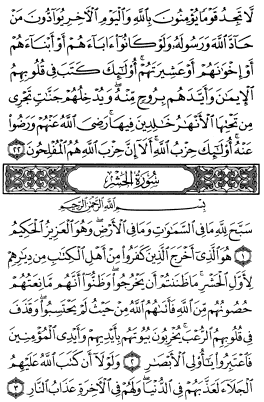 لَّا تَجِدُ قَوْمًا يُؤْمِنُونَ بِاللَّهِ وَالْيَوْمِ الْآخِرِ يُوَادُّونَ مَنْ
حَادَّ اللَّهَ وَرَسُولَهُ وَلَوْ كَانُوا ءَابَاءَهُمْ أَوْ أَبْنَاءَهُمْ
أَوْ إِخْوَانَهُمْ أَوْ عَشِيرَتَهُمْ أُولَٰئِكَ كَتَبَ فِي قُلُوبِهِمُ
الْإِيمَانَ وَأَيَّدَهُم بِرُوحٍ مِّنْهُ وَيُدْخِلُهُمْ جَنَّاتٍ تَجْرِي
مِن تَحْتِهَا الْأَنْهَارُ خَالِدِينَ فِيهَا رَضِيَ اللَّهُ عَنْهُمْ وَرَضُوا
عَنْهُ أُولَٰئِكَ حِزْبُ اللَّهِ أَلَا إِنَّ حِزْبَ اللَّهِ هُمُ الْمُفْلِحُونَ ٢٢
سُورَةُ الْحَشْرِ
بِسْمِ اللَّهِ الرَّحْمَٰنِ الرَّحِيمِ
سَبَّحَ لِلَّهِ مَا فِي السَّمَاوَاتِ وَمَا فِي الْأَرْضِ وَهُوَ الْعَزِيزُ الْحَكِيمُ
١ هُوَ الَّذِي أَخْرَجَ الَّذِينَ كَفَرُوا مِنْ أَهْلِ الْكِتَابِ مِن دِيَارِهِمْ
لِأَوَّلِ الْحَشْرِ مَا ظَنَنتُمْ أَن يَخْرُجُوا وَظَنُّوا أَنَّهُم مَّانِعَتُهُمْ
حُصُونُهُم مِّنَ اللَّهِ فَأَتَاهُمُ اللَّهُ مِنْ حَيْثُ لَمْ يَحْتَسِبُوا وَقَذَفَ
فِي قُلُوبِهِمُ الرُّعْبَ يُخْرِبُونَ بُيُوتَهُم بِأَيْدِيهِمْ وَأَيْدِي الْمُؤْمِنِينَ
فَاعْتَبِرُوا يَا أُولِي الْأَبْصَارِ ٢ وَلَوْلَا أَن كَتَبَ اللَّهُ عَلَيْهِمُ
الْجَلَاءَ لَعَذَّبَهُمْ فِي الدُّنْيَا وَلَهُمْ فِي الْآخِرَةِ عَذَابُ النَّارِ ٣